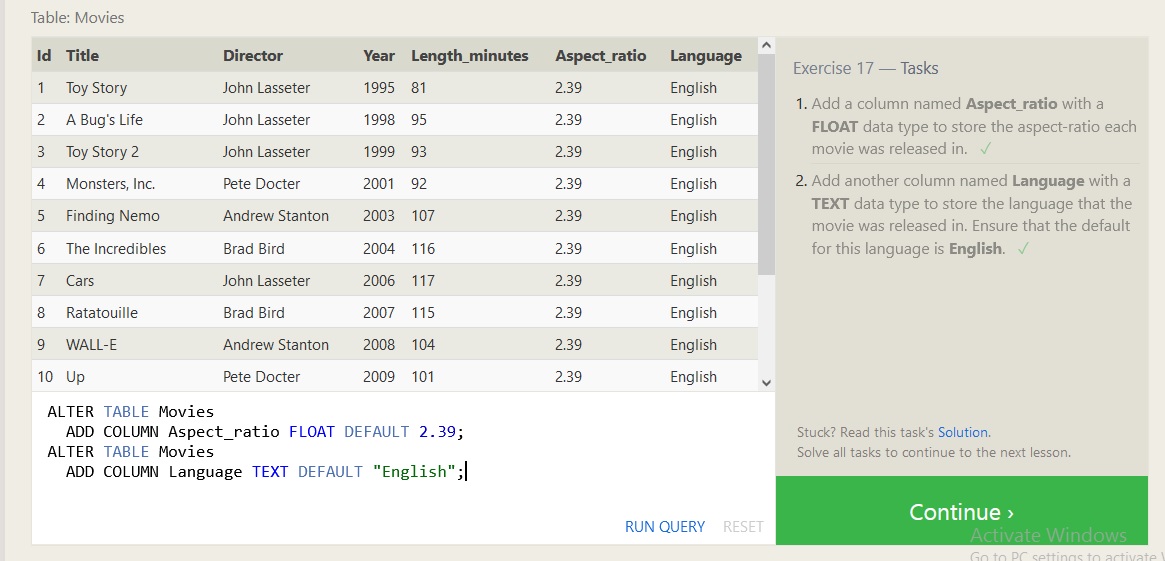 Table: Movies
Id Title Director Year Length_minutes Aspect_ratio Language
1 Toy Story John Lasseter 1995 81 2.39 English
2 A Bug's Life John Lasseter 1998 95 2.39 English
3 Toy Story 2 John Lasseter 1999 93 2.39 English
4 Monsters, Inc. Pete Docter 2001 92 2.39 English
5 Finding Nemo Andrew Stanton 2003 107 2.39 English
6 The Incredibles Brad Bird 2004 116 2.39 English
7 Cars John Lasseter 2006 117 2.39 English
8 Ratatouille Brad Bird 2007 115 2.39 English
9 WALL-E Andrew Stanton 2008 104 2.39 English
10 Up Pete Docter 2009 101 2.39 English
ALTER TABLE Movies
ADD COLUMN Aspect_ratio FLOAT DEFAULT 2.39;
ALTER TABLE Movies
ADD COLUMN Language TEXT DEFAULT "English";
RUN QUERY RESET
Exercise 17 — Tasks
1. Add a column named Aspect_ratio with a
FLOAT data type to store the aspect-ratio each
movie was released in. ✓
2. Add another column named Language with a
TEXT data type to store the language that the
movie was released in. Ensure that the default
for this language is English. ✓
Stuck? Read this task's Solution.
Solve all tasks to continue to the next lesson.
Continue ›
Activate Windows
Go to PC settings to activate W